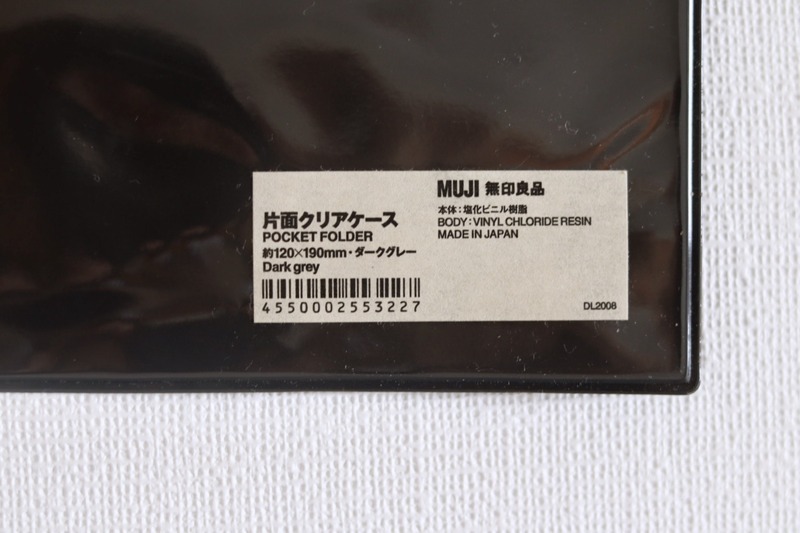 片面クリアケース
POCKET FOLDER
約120×190mm・ダークグレー
Dark grey
4550002553227
MUJI 無印良品
本体:塩化ビニル樹脂
BODY:VINYL CHLORIDE RESIN
MADE IN JAPAN
DL2008